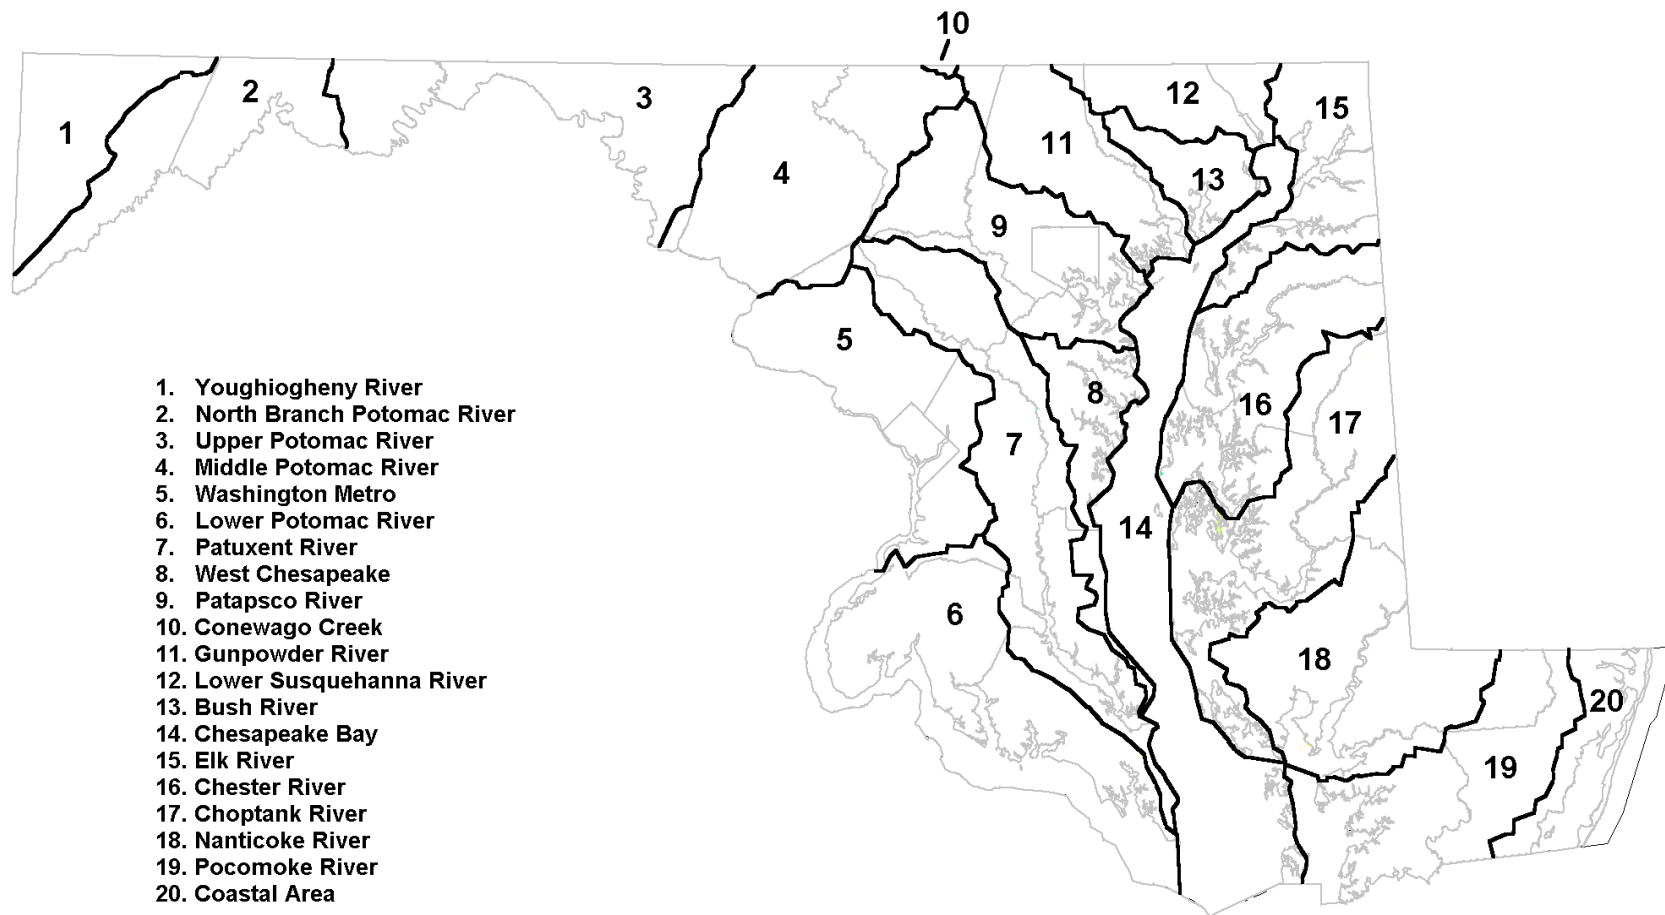 10
2
3
12
15
1
11
4
13
9
5
8
16
17
7
14
6
18
20
19
1. Youghiogheny River
2. North Branch Potomac River
3. Upper Potomac River
4. Middle Potomac River
5. Washington Metro
6. Lower Potomac River
7. Patuxent River
8. West Chesapeake
9. Patapsco River
10. Conewago Creek
11. Gunpowder River
12. Lower Susquehanna River
13. Bush River
14. Chesapeake Bay
15. Elk River
16. Chester River
17. Choptank River
18. Nanticoke River
19. Pocomoke River
20. Coastal Area